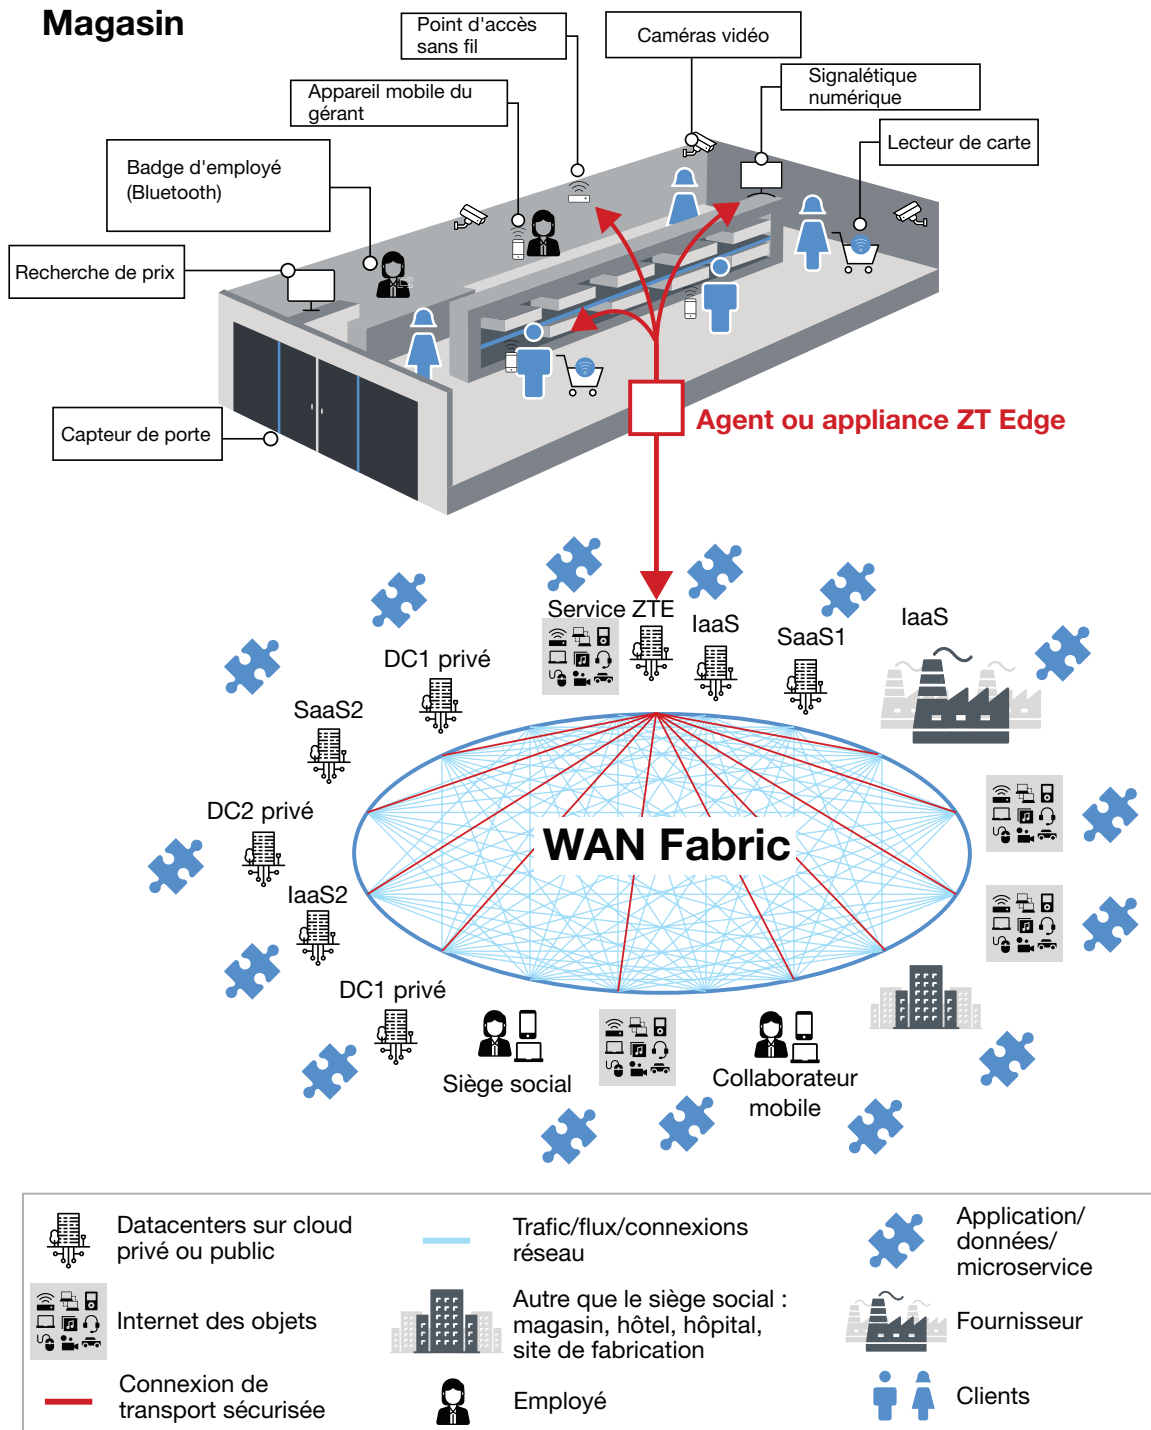 Magasin
Point d'accès
sans fil
Caméras vidéo
Signalétique
numérique
Appareil mobile du
gérant
Lecteur de carte
Badge d'employé
(Bluetooth)
Recherche de prix
Capteur de porte
Agent ou appliance ZT Edge
Service ZTE
IaaS
SaaS1
IaaS
DC1 privé
SaaS2
DC2 privé
WAN Fabric
IaaS2
DC1 privé
Siège social
Collaborateur
mobile
Datacenters sur cloud
privé ou public
Trafic/flux/connexions
réseau
Application/
données/
microservice
Internet des objets
Autre que le siège social :
magasin, hôtel, hôpital,
site de fabrication
Fournisseur
Connexion de
transport sécurisée
Employé
Clients